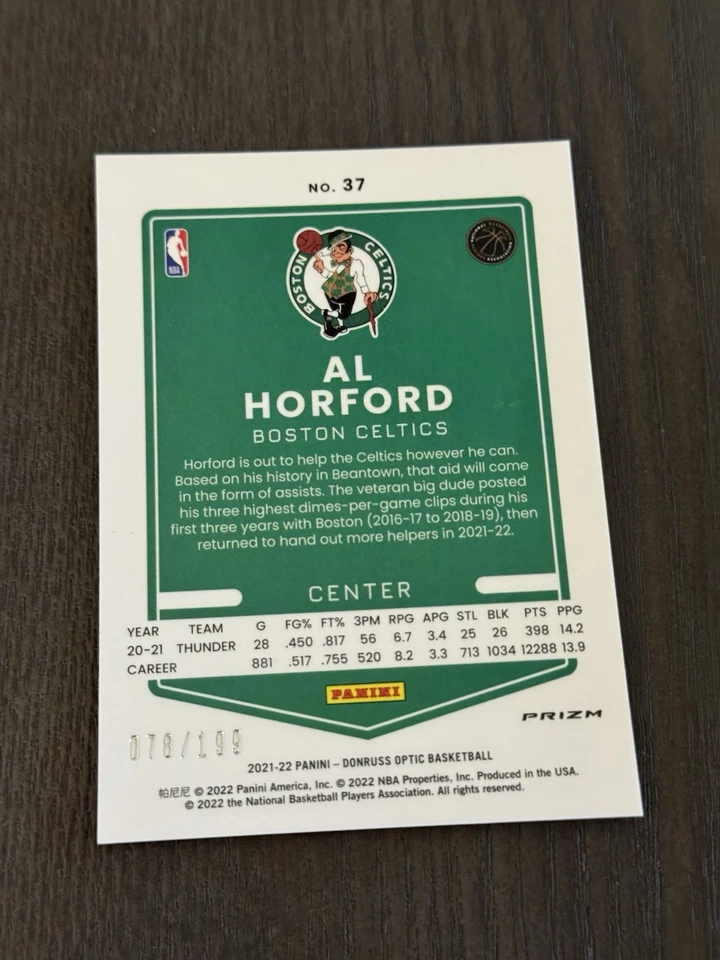 NO. 37
NBA
BOSTON CELTICS
NATIONAL BASKETBALL ASSOCIATION
AL
HORFORD
BOSTON CELTICS
Horford is out to help the Celtics however he can.
Based on his history in Beantown, that aid will come
in the form of assists. The veteran big dude posted
his three highest dimes-per-game clips during his
first three years with Boston (2016-17 to 2018-19), then
returned to hand out more helpers in 2021-22.
CENTER
YEAR TEAM G FG% FT% 3PM RPG APG STL BLK PTS PPG
20-21 THUNDER 28 .450 .817 56 6.7 3.4 25 26 398 14.2
CAREER 881 .517 .755 520 8.2 3.3 713 1034 12288 13.9
PANINI
PRIZM
078/199
2021-22 PANINI – DONRUSS OPTIC BASKETBALL
帕尼尼 © 2022 Panini America, Inc. © 2022 NBA Properties, Inc. Produced in the USA.
© 2022 the National Basketball Players Association. All rights reserved.